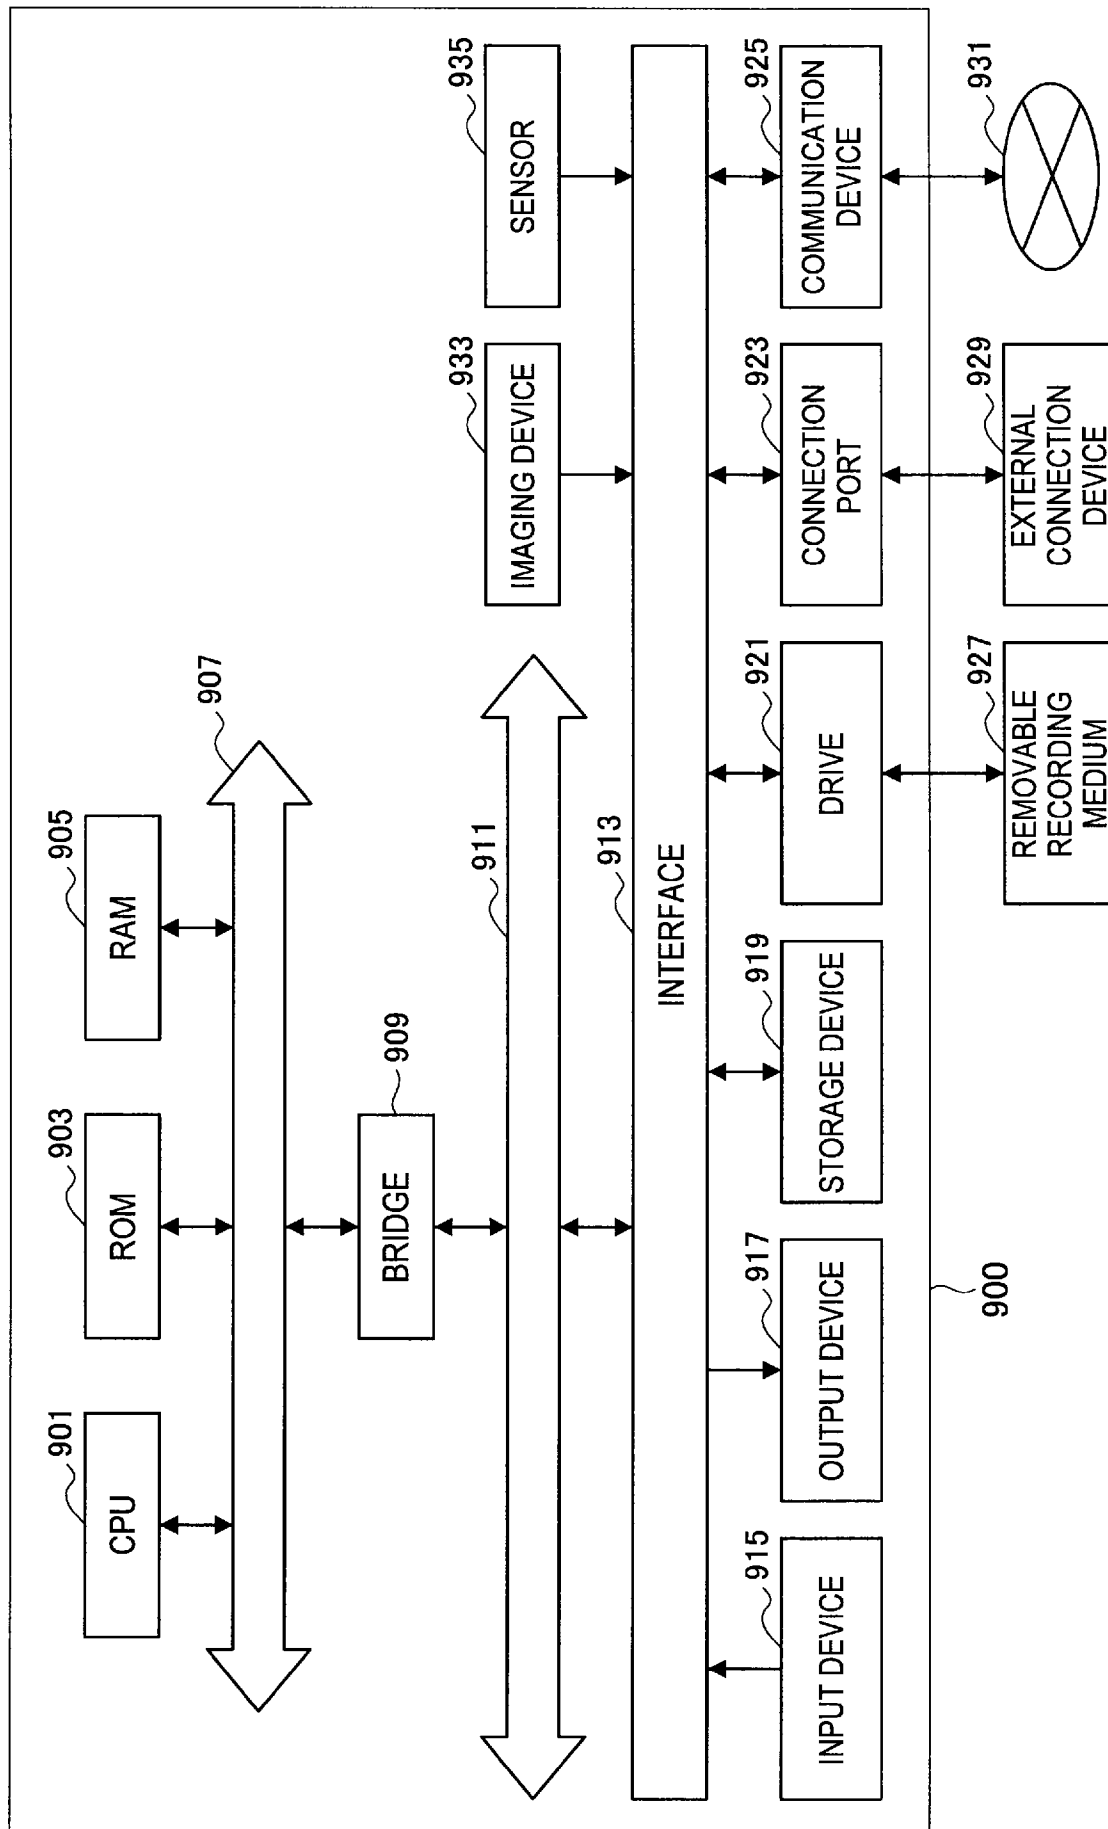 901
CPU
903
ROM
905
RAM
907
909
BRIDGE
911
933
IMAGING DEVICE
935
SENSOR
913
INTERFACE
915
INPUT DEVICE
917
OUTPUT DEVICE
919
STORAGE DEVICE
921
DRIVE
923
CONNECTION
PORT
925
COMMUNICATION
DEVICE
900
927
REMOVABLE
RECORDING
MEDIUM
929
EXTERNAL
CONNECTION
DEVICE
931